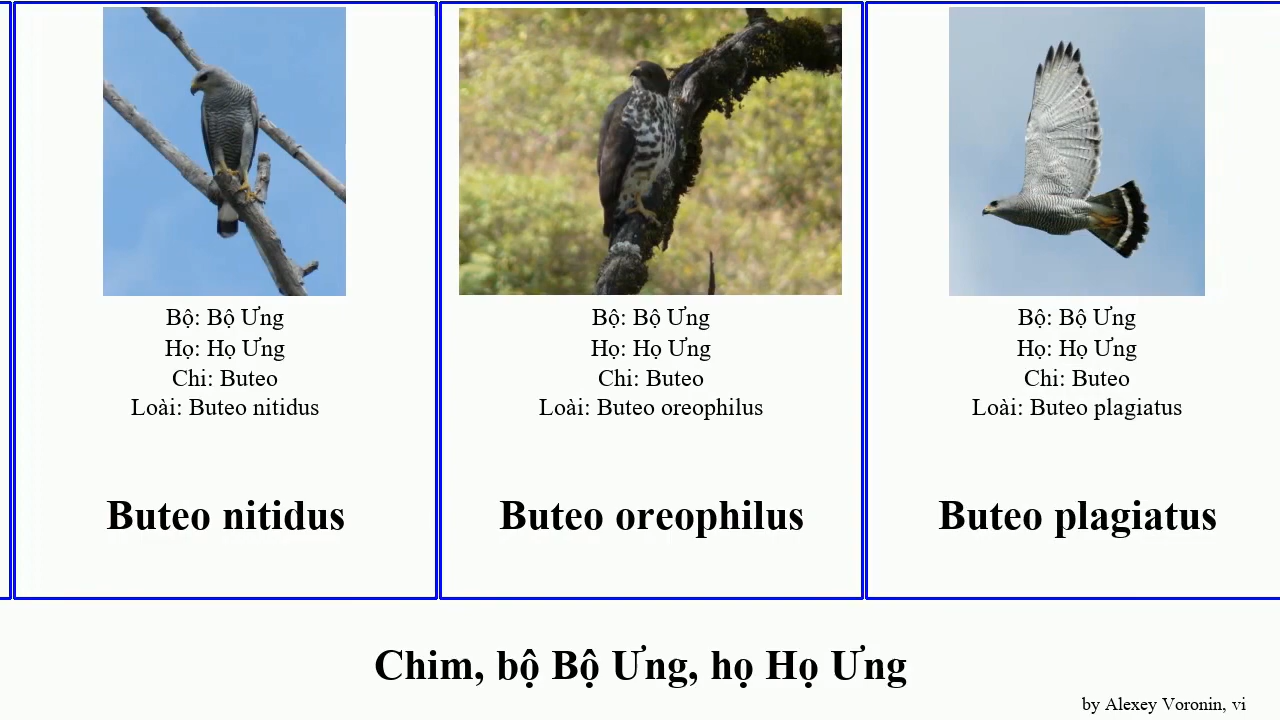 Bộ: Bộ Ưng
Họ: Họ Ưng
Chi: Buteo
Loài: Buteo nitidus
Buteo nitidus
Bộ: Bộ Ưng
Họ: Họ Ưng
Chi: Buteo
Loài: Buteo oreophilus
Buteo oreophilus
Bộ: Bộ Ưng
Họ: Họ Ưng
Chi: Buteo
Loài: Buteo plagiatus
Buteo plagiatus
Chim, bộ Bộ Ưng, họ Họ Ưng
by Alexey Voronin, vi